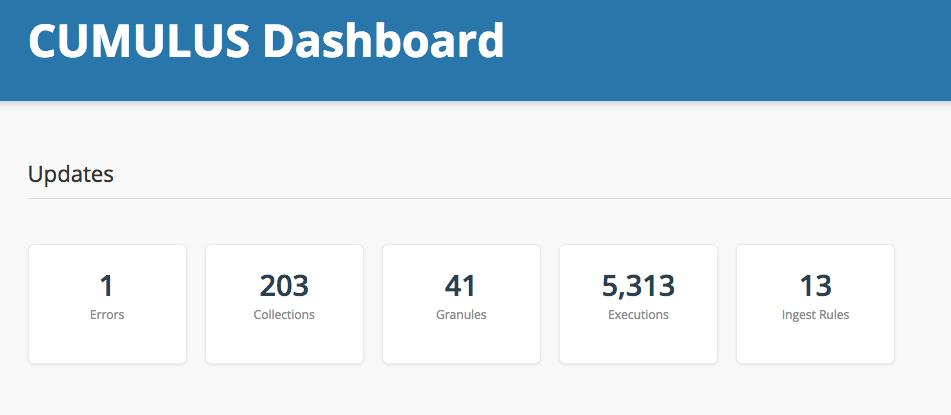 CUMULUS Dashboard
Updates
1
Errors
203
Collections
41
Granules
5,313
Executions
13
Ingest Rules